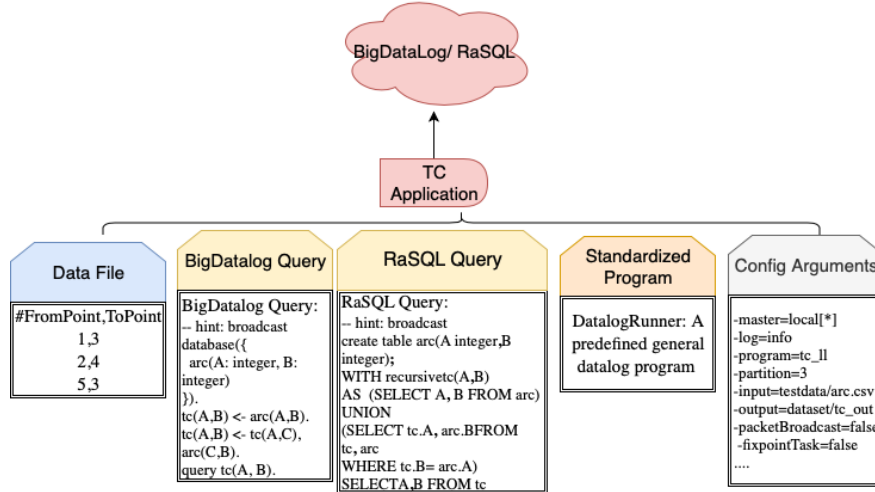 BigDataLog/ RaSQL
TC
Application
Data File
#FromPoint,ToPoint
1,3
2,4
5,3
BigDatalog Query
BigDatalog Query:
-- hint: broadcast
database({
arc(A: integer, B:
integer)
}).
tc(A,B) <- arc(A,B).
tc(A,B) <- tc(A,C),
arc(C,B).
query tc(A, B).
RaSQL Query
RaSQL Query:
-- hint: broadcast
create table arc(A integer,B
integer);
WITH recursivetc(A,B)
AS (SELECT A, B FROM arc)
UNION
(SELECT tc.A, arc.BFROM
tc, arc
WHERE tc.B= arc.A)
SELECTA,B FROM tc
Standardized
Program
DatalogRunner: A
predefined general
datalog program
Config Arguments
-master=local[*]
-log=info
-program=tc_ll
-partition=3
-input=testdata/arc.csv
-output=dataset/tc_out
-packetBroadcast=false
-fixpointTask=false
....